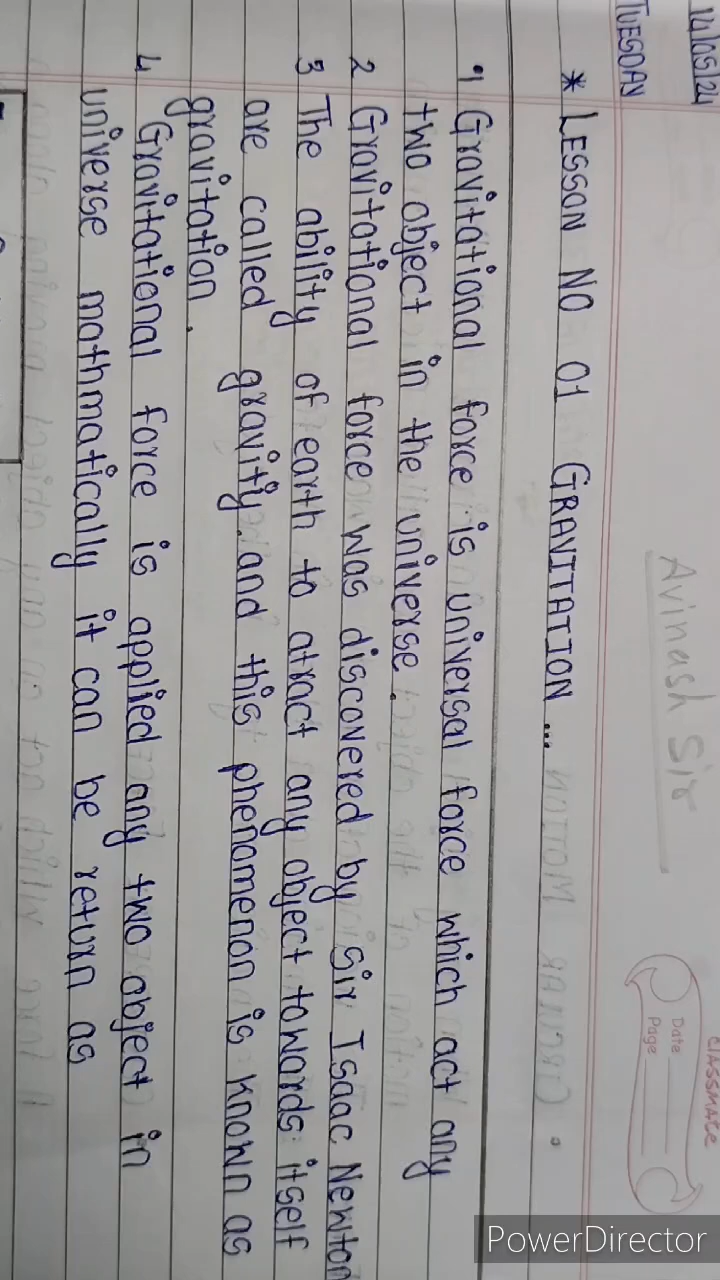 14/05/24
TUESDAY
Avinash Sir
classmate
Date
Page
* LESSON NO 01 GRAVITATION ...
1 Gravitational force is universal force which act any
two object in the universe.
2 Gravitational force was discovered by sir Isaac Newton
3 The ability of earth to atract any object towards itself
are called gravity. and this phenomenon is known as
gravitation.
4 Gravitational force is applied any two object in
universe mathmatically it can be return as
PowerDirector